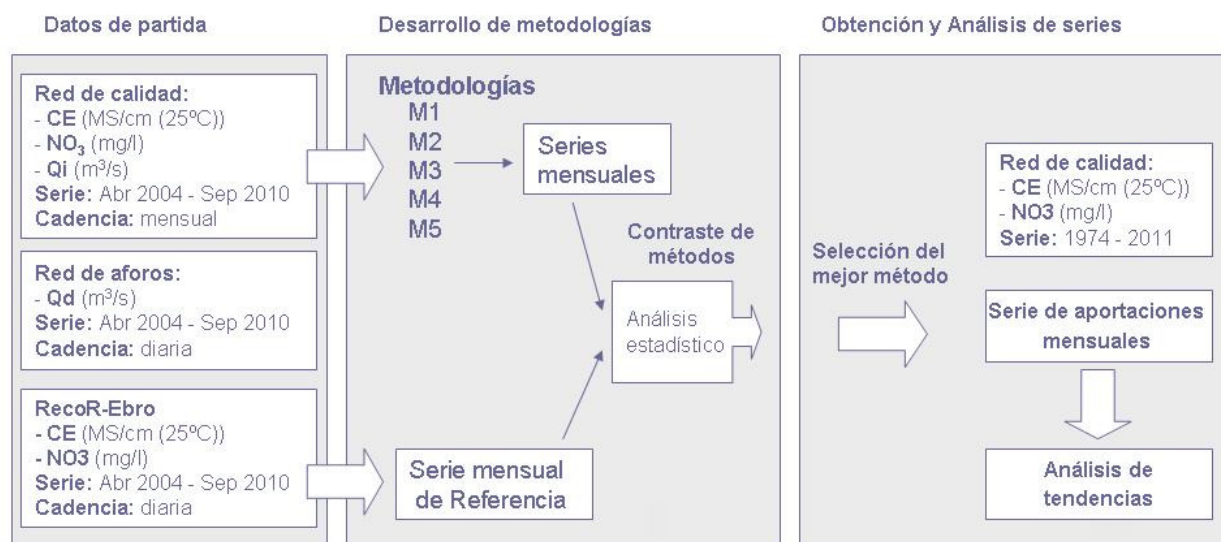 Datos de partida
Red de calidad:
- CE (MS/cm (25ºC))
- NO₃ (mg/l)
- Qi (m³/s)
Serie: Abr 2004 - Sep 2010
Cadencia: mensual
Red de aforos:
- Qd (m³/s)
Serie: Abr 2004 - Sep 2010
Cadencia: diaria
RecoR-Ebro
- CE (MS/cm (25ºC))
- NO3 (mg/l)
Serie: Abr 2004 - Sep 2010
Cadencia: diaria
Desarrollo de metodologías
Metodologías
M1
M2
M3
M4
M5
Series
mensuales
Contraste de
métodos
Análisis
estadístico
Serie mensual
de Referencia
Obtención y Análisis de series
Selección del
mejor método
Red de calidad:
- CE (MS/cm (25ºC))
- NO3 (mg/l)
Serie: 1974 - 2011
Serie de aportaciones
mensuales
Análisis de
tendencias